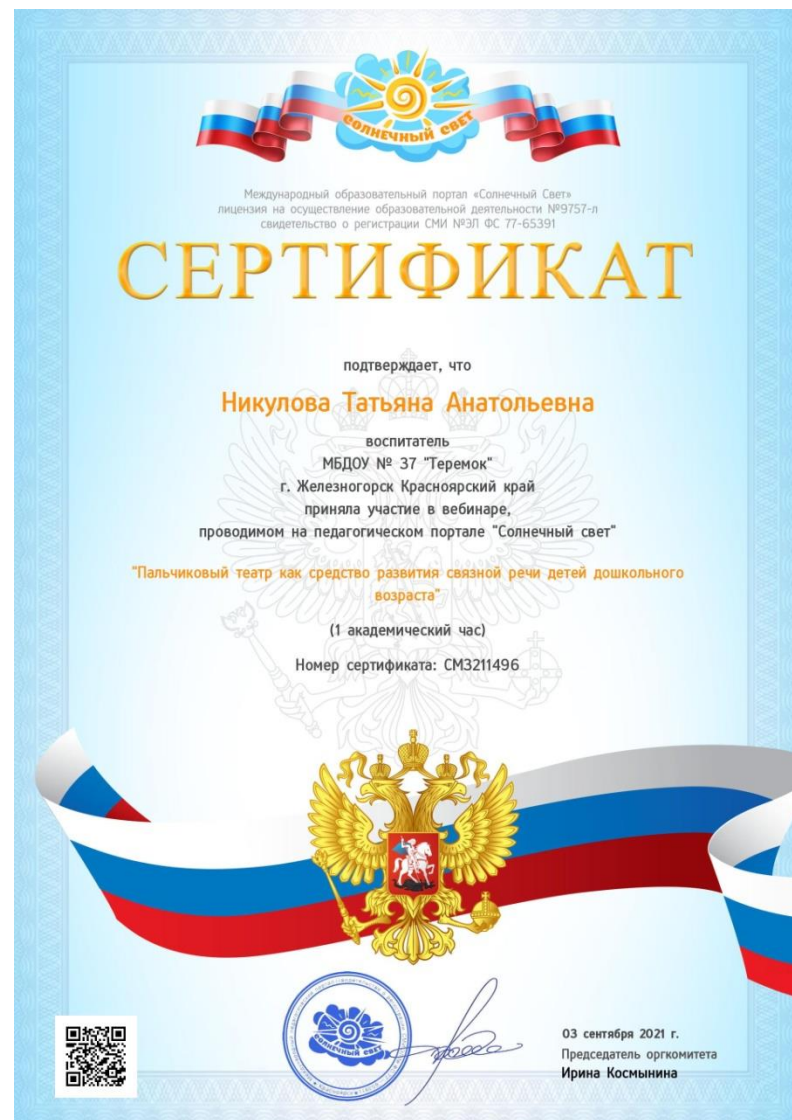 СОЛНЕЧНЫЙ СВЕТ
Международный образовательный портал «Солнечный Свет»
лицензия на осуществление образовательной деятельности №9757-л
свидетельство о регистрации СМИ №ЭЛ ФС 77-65391
СЕРТИФИКАТ
подтверждает, что
Никулова Татьяна Анатольевна
воспитатель
МБДОУ № 37 "Теремок"
г. Железногорск Красноярский край
приняла участие в вебинаре,
проводимом на педагогическом портале "Солнечный свет"
"Пальчиковый театр как средство развития связной речи детей дошкольного
возраста"
(1 академический час)
Номер сертификата: СМ3211496
СОЛНЕЧНЫЙ СВЕТ
03 сентября 2021 г.
Председатель оргкомитета
Ирина Космынина